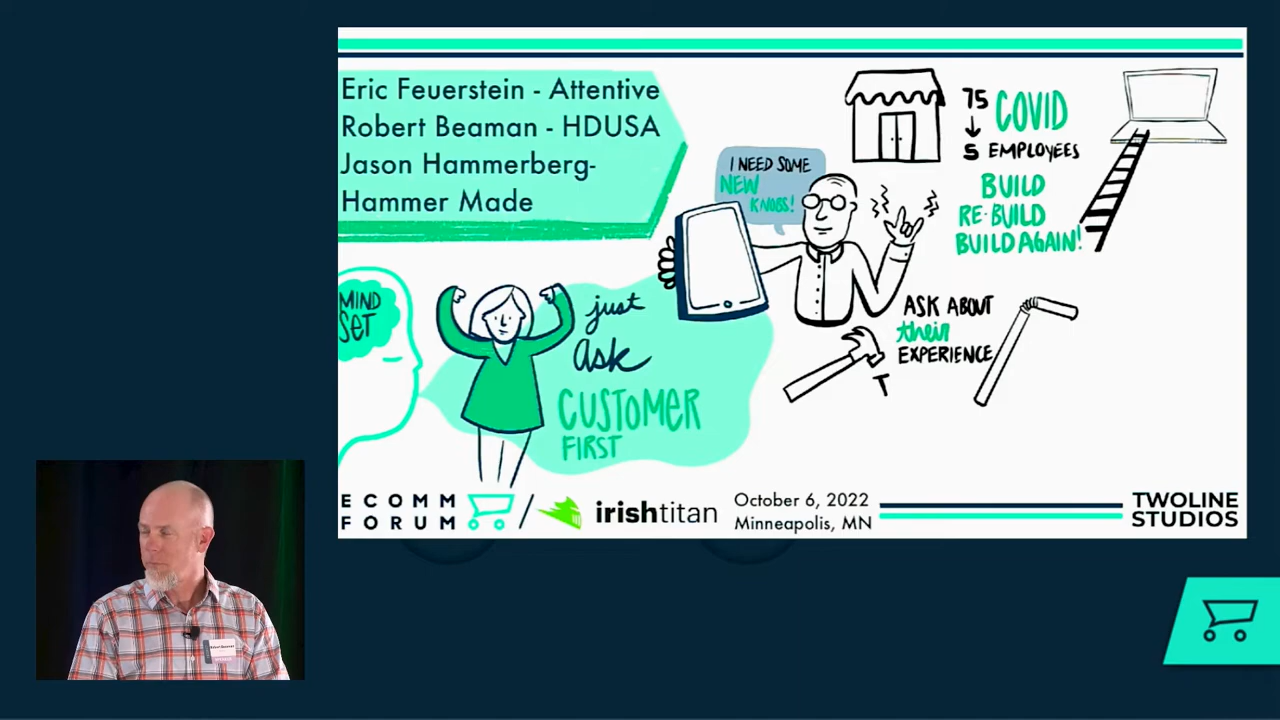 Eric Feuerstein - Attentive
Robert Beaman - HDUSA
Jason Hammerberg-
Hammer Made
I NEED SOME
NEW
KNOBS!
75
COVID
5 EMPLOYEES
BUILD
RE-BUILD
BUILD AGAIN!
MIND
SET
just
ask
CUSTOMER
FIRST
ASK ABOUT
their
EXPERIENCE
T
ECOMM
FORUM
irishtitan
October 6, 2022
Minneapolis, MN
TWOLINE
STUDIOS
Robert Beaman